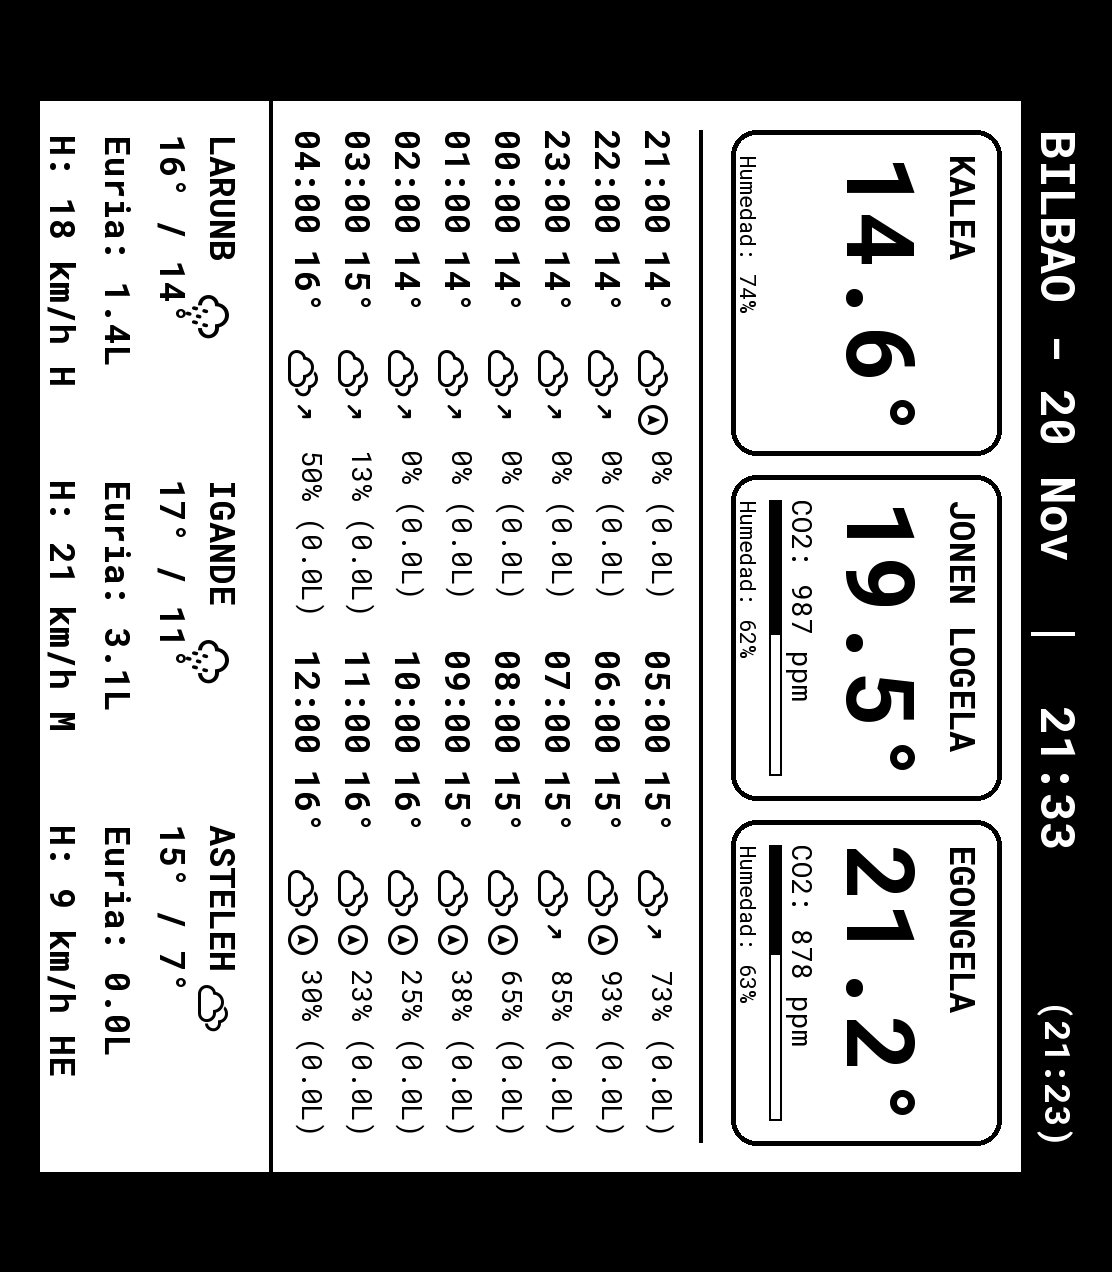 BILBAO - 20 Nov | 21:33 (21:23)
KALEA
14.6°
Humedad: 74%
JONEN LOGELA
19.5°
CO2: 987 ppm
Humedad: 62%
EGONGELA
21.2°
CO2: 878 ppm
Humedad: 63%
21:00 14° 0% (0.0L)
22:00 14° 0% (0.0L)
23:00 14° 0% (0.0L)
00:00 14° 0% (0.0L)
01:00 14° 0% (0.0L)
02:00 14° 0% (0.0L)
03:00 15° 13% (0.0L)
04:00 16° 50% (0.0L)
05:00 15° 73% (0.0L)
06:00 15° 93% (0.0L)
07:00 15° 85% (0.0L)
08:00 15° 65% (0.0L)
09:00 15° 38% (0.0L)
10:00 16° 25% (0.0L)
11:00 16° 23% (0.0L)
12:00 16° 30% (0.0L)
LARUNB
16° / 14°
Euria: 1.4L
H: 18 km/h H
IGANDE
17° / 11°
Euria: 3.1L
H: 21 km/h M
ASTELEH
15° / 7°
Euria: 0.0L
H: 9 km/h HE